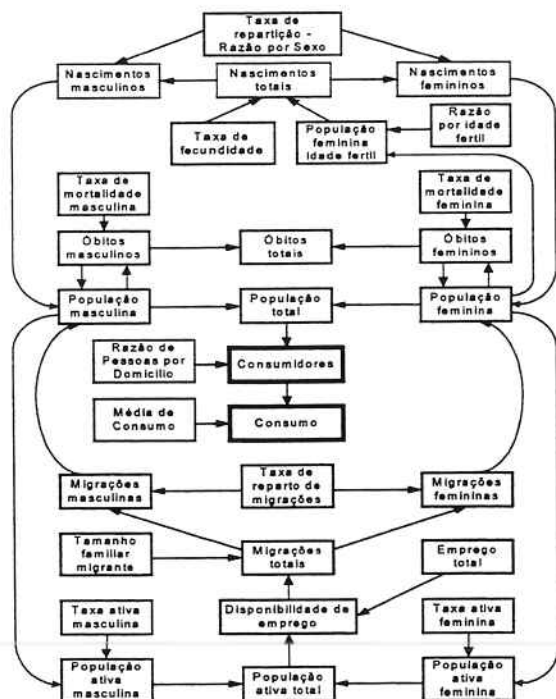 Taxa de
repartição -
Razão por Sexo
Nascimentos
masculinos
Nascimentos
totais
Nascimentos
femininos
Taxa de
fecundidade
População
feminina
Idade fertil
Razão
por idade
fertil
Taxa de
mortalidade
masculina
Taxa de
mortalidade
feminina
Óbitos
masculinos
Óbitos
totais
Óbitos
femininos
População
masculina
População
total
População
feminina
Razão de
Pessoas por
Domicilio
Consumidores
Média de
Consumo
Consumo
Migrações
masculinas
Taxa de
reparto de
migrações
Migrações
femininas
Tamanho
familiar
migrante
Migrações
totais
Emprego
total
Taxa ativa
masculina
Disponibilidade de
emprego
Taxa ativa
feminina
População
ativa
masculina
População
ativa total
População
ativa
feminina